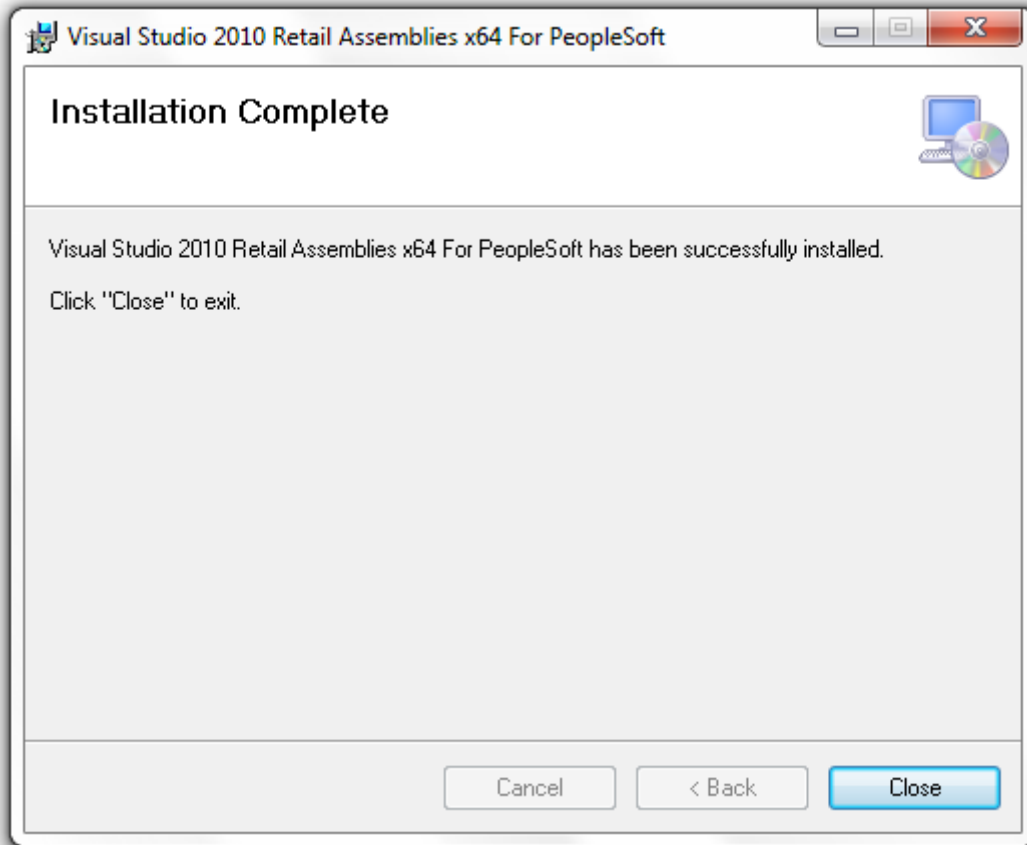 Visual Studio 2010 Retail Assemblies x64 For PeopleSoft
Installation Complete
Visual Studio 2010 Retail Assemblies x64 For PeopleSoft has been successfully installed.
Click "Close" to exit.
Cancel
< Back
Close